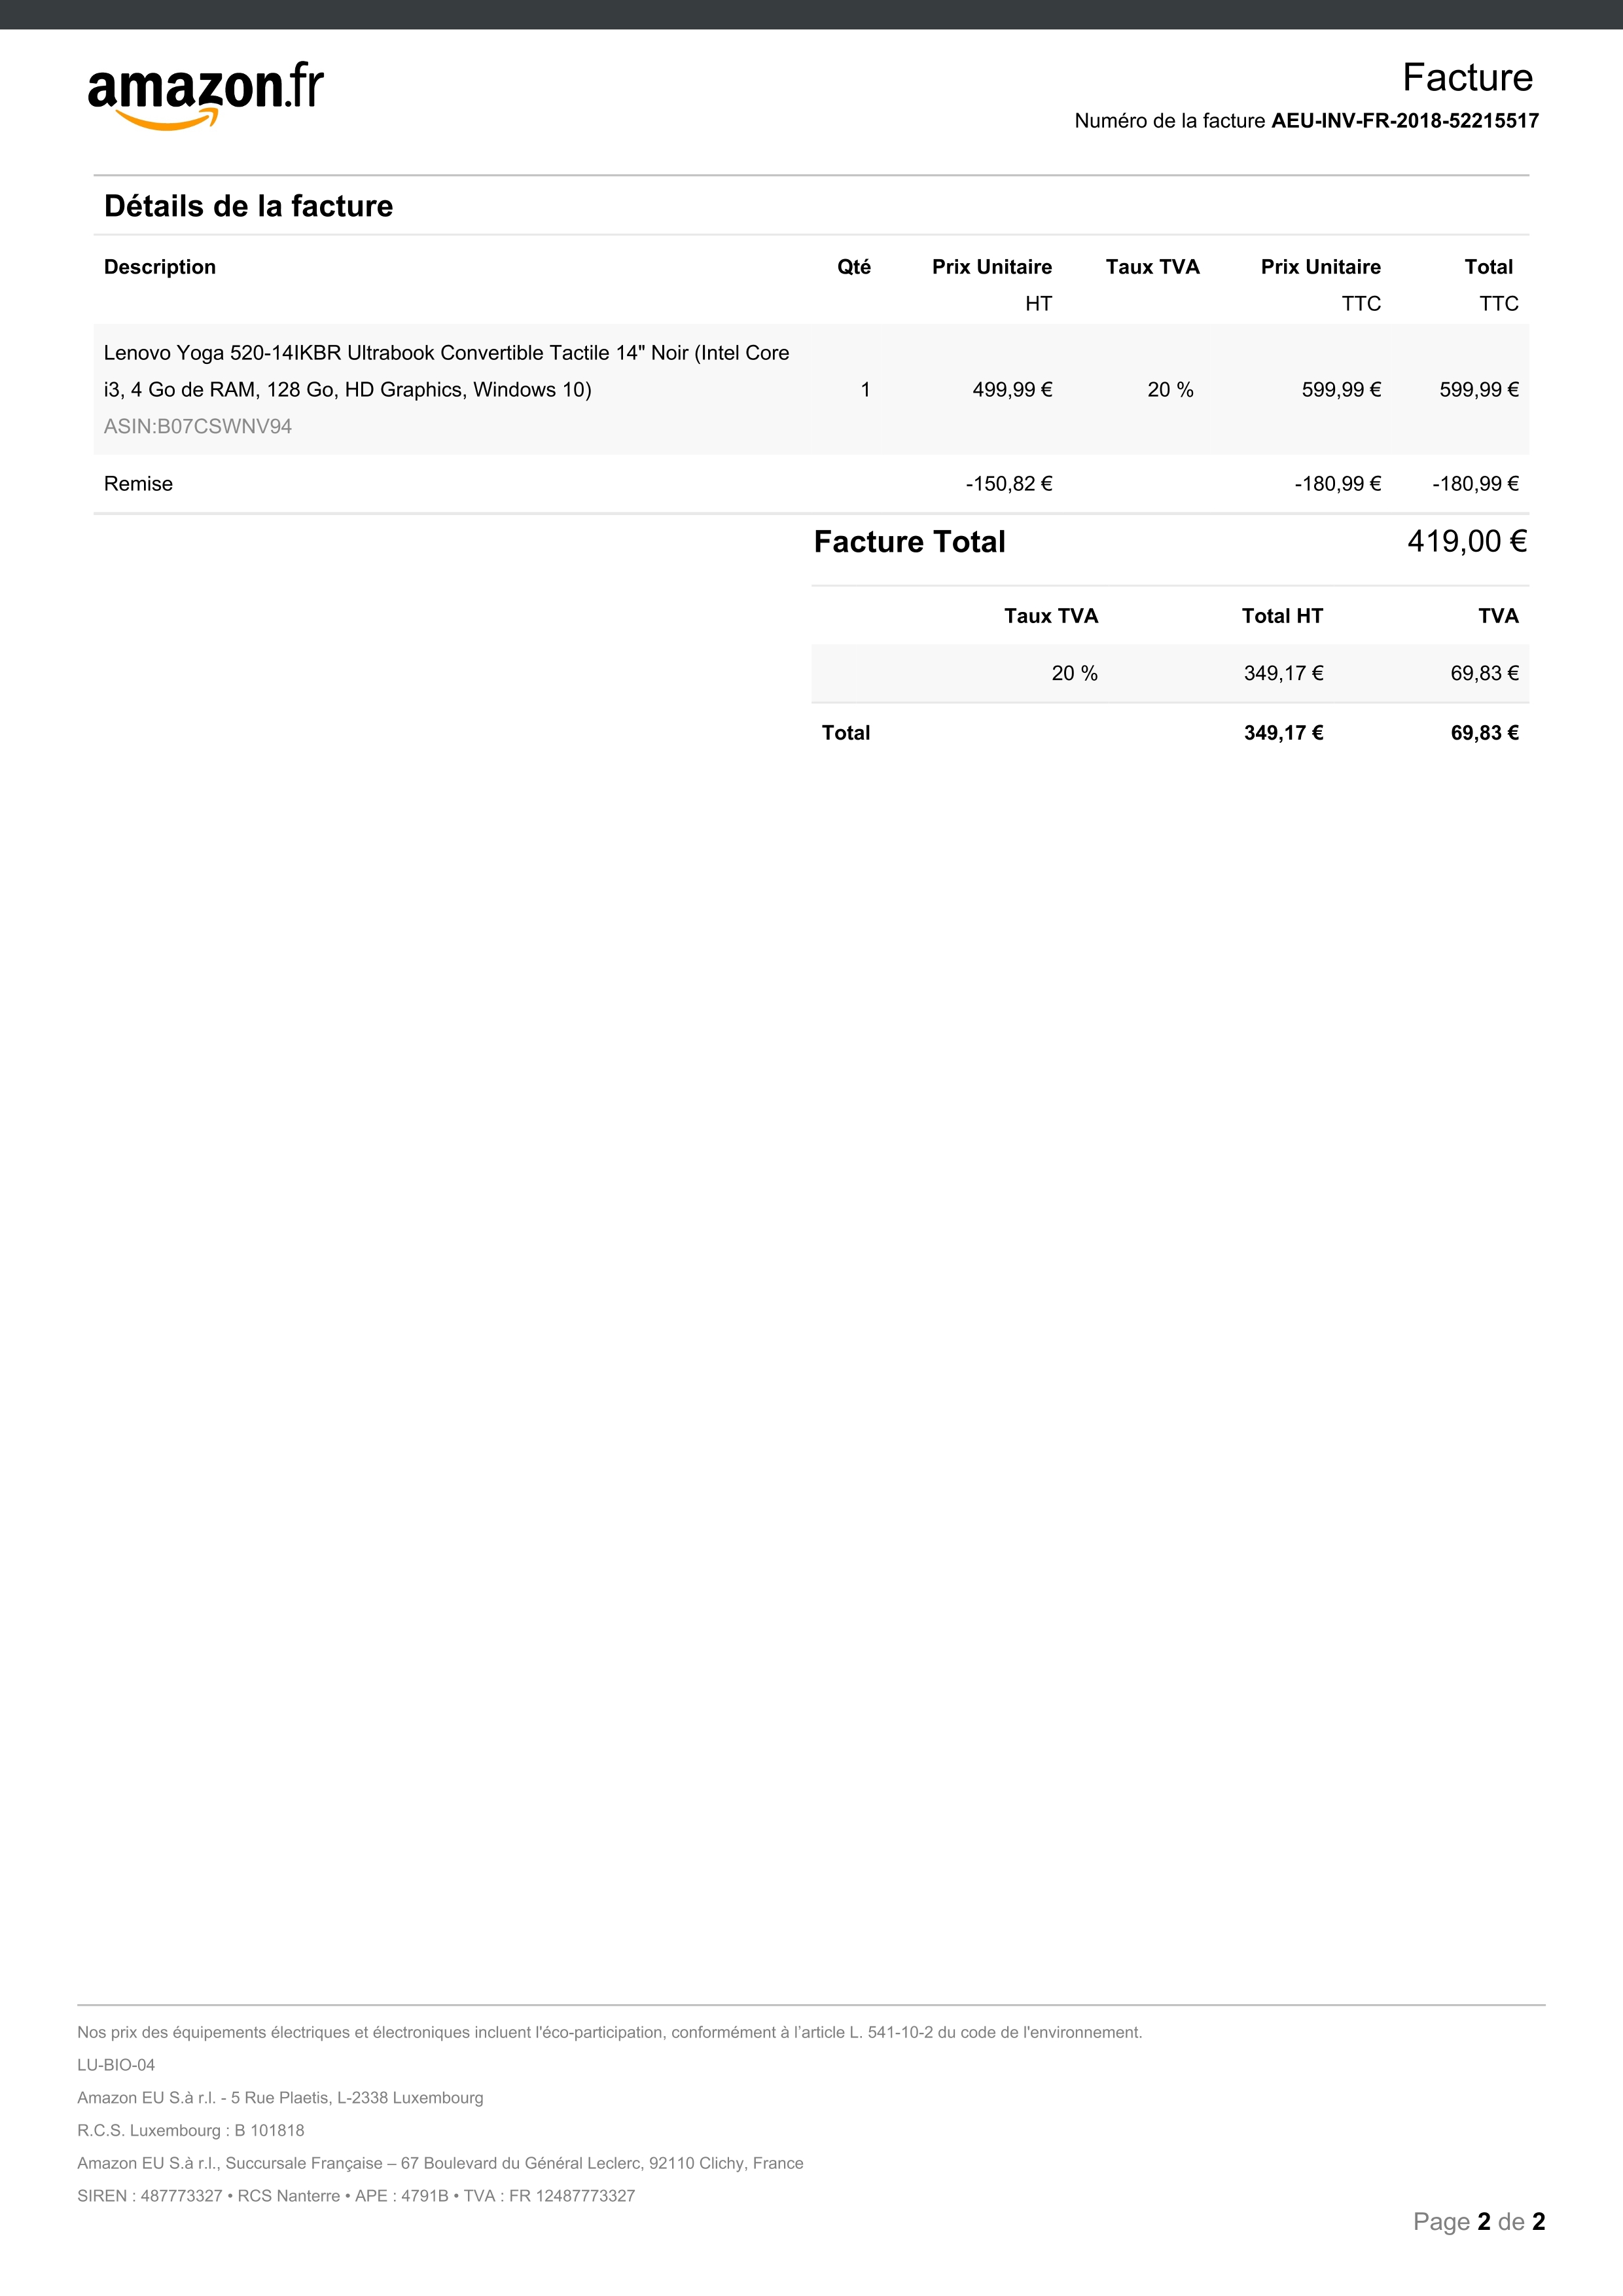 amazon.fr
Facture
Numéro de la facture AEU-INV-FR-2018-52215517
Détails de la facture
Description Qté Prix Unitaire Taux TVA Prix Unitaire Total
HT TTC TTC
Lenovo Yoga 520-14IKBR Ultrabook Convertible Tactile 14" Noir (Intel Core
i3, 4 Go de RAM, 128 Go, HD Graphics, Windows 10) 1 499,99 € 20 % 599,99 € 599,99 €
ASIN:B07CSWNV94
Remise -150,82 € -180,99 € -180,99 €
Facture Total 419,00 €
Taux TVA Total HT TVA
20 % 349,17 € 69,83 €
Total 349,17 € 69,83 €
Nos prix des équipements électriques et électroniques incluent l'éco-participation, conformément à l’article L. 541-10-2 du code de l'environnement.
LU-BIO-04
Amazon EU S.à r.l. - 5 Rue Plaetis, L-2338 Luxembourg
R.C.S. Luxembourg : B 101818
Amazon EU S.à r.l., Succursale Française – 67 Boulevard du Général Leclerc, 92110 Clichy, France
SIREN : 487773327 • RCS Nanterre • APE : 4791B • TVA : FR 12487773327
Page 2 de 2